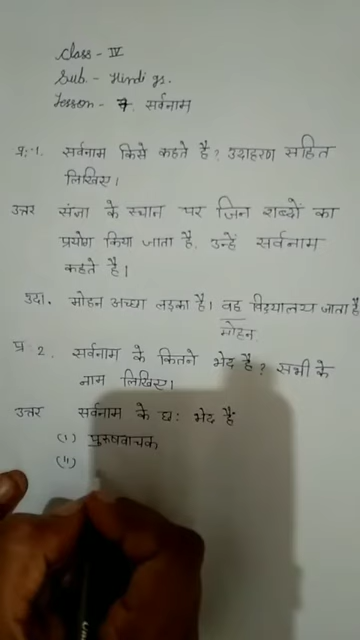 Class - IV
Sub. - Hindi gr.
Lesson - 7. सर्वनाम
प्र:-1. सर्वनाम किसे कहते है? उदाहरण सहित
लिखिए।
उत्तर संज्ञा के स्थान पर जिन शब्दों का
प्रयोग किया जाता है. उन्हें सर्वनाम
कहते है।
उदा. मोहन अच्छा लड़का है। वह विद्यालय जाता है
मोहन.
प्र: 2. सर्वनाम के कितने भेद है? सभी के
नाम लिखिए।
उत्तर सर्वनाम के छ: भेद हैं
(i) पुरुषवाचक
(ii)